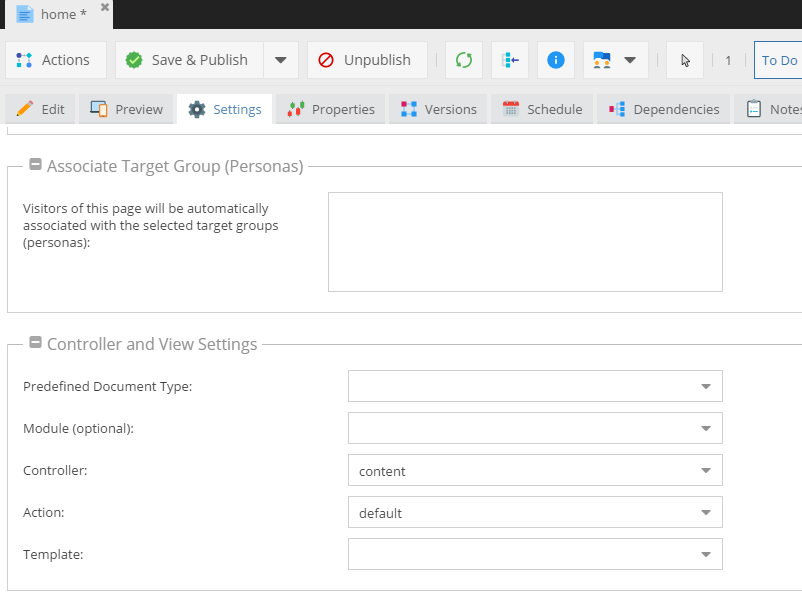 home *
Actions Save & Publish Unpublish 1 To Do
Edit Preview Settings Properties Versions Schedule Dependencies Notes
Associate Target Group (Personas)
Visitors of this page will be automatically
associated with the selected target groups
(personas):
Controller and View Settings
Predefined Document Type:
Module (optional):
Controller: content
Action: default
Template: